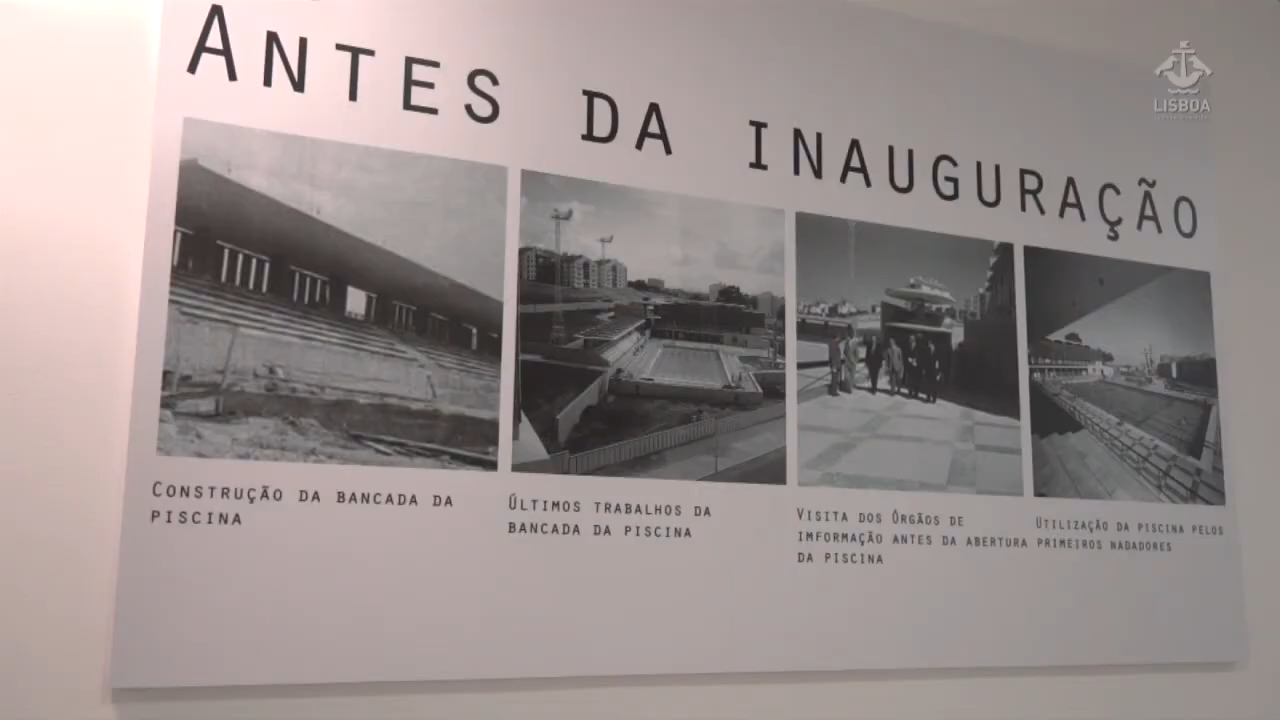 ANTES DA INAUGURAÇÃO
LISBOA
CONSTRUÇÃO DA BANCADA DA
PISCINA
ÚLTIMOS TRABALHOS DA
BANCADA DA PISCINA
VISITA DOS ÓRGÃOS DE
IMFORMAÇÃO ANTES DA ABERTURA
DA PISCINA
UTILIZAÇÃO DA PISCINA PELOS
PRIMEIROS NADADORES